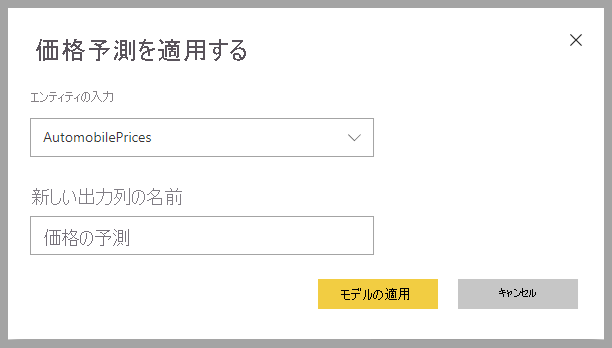 価格予測を適用する
エンティティの入力
AutomobilePrices
新しい出力列の名前
価格の予測
モデルの適用
キャンセル